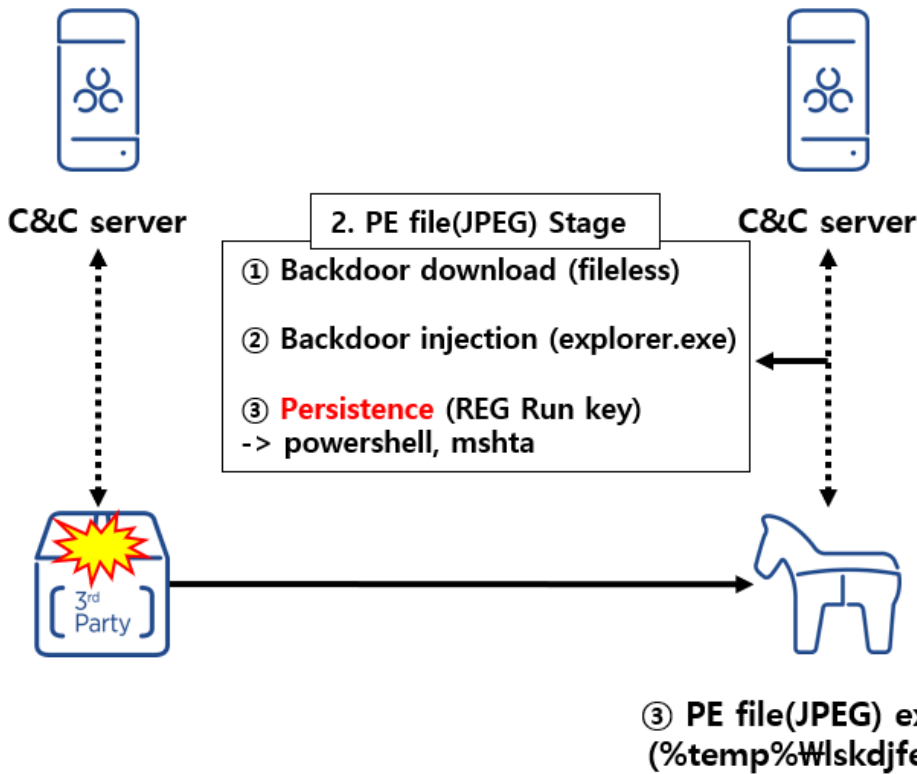 C&C server
C&C server
2. PE file(JPEG) Stage
① Backdoor download (fileless)
② Backdoor injection (explorer.exe)
③ Persistence (REG Run key)
-> powershell, mshta
3rd
Party
③ PE file(JPEG)